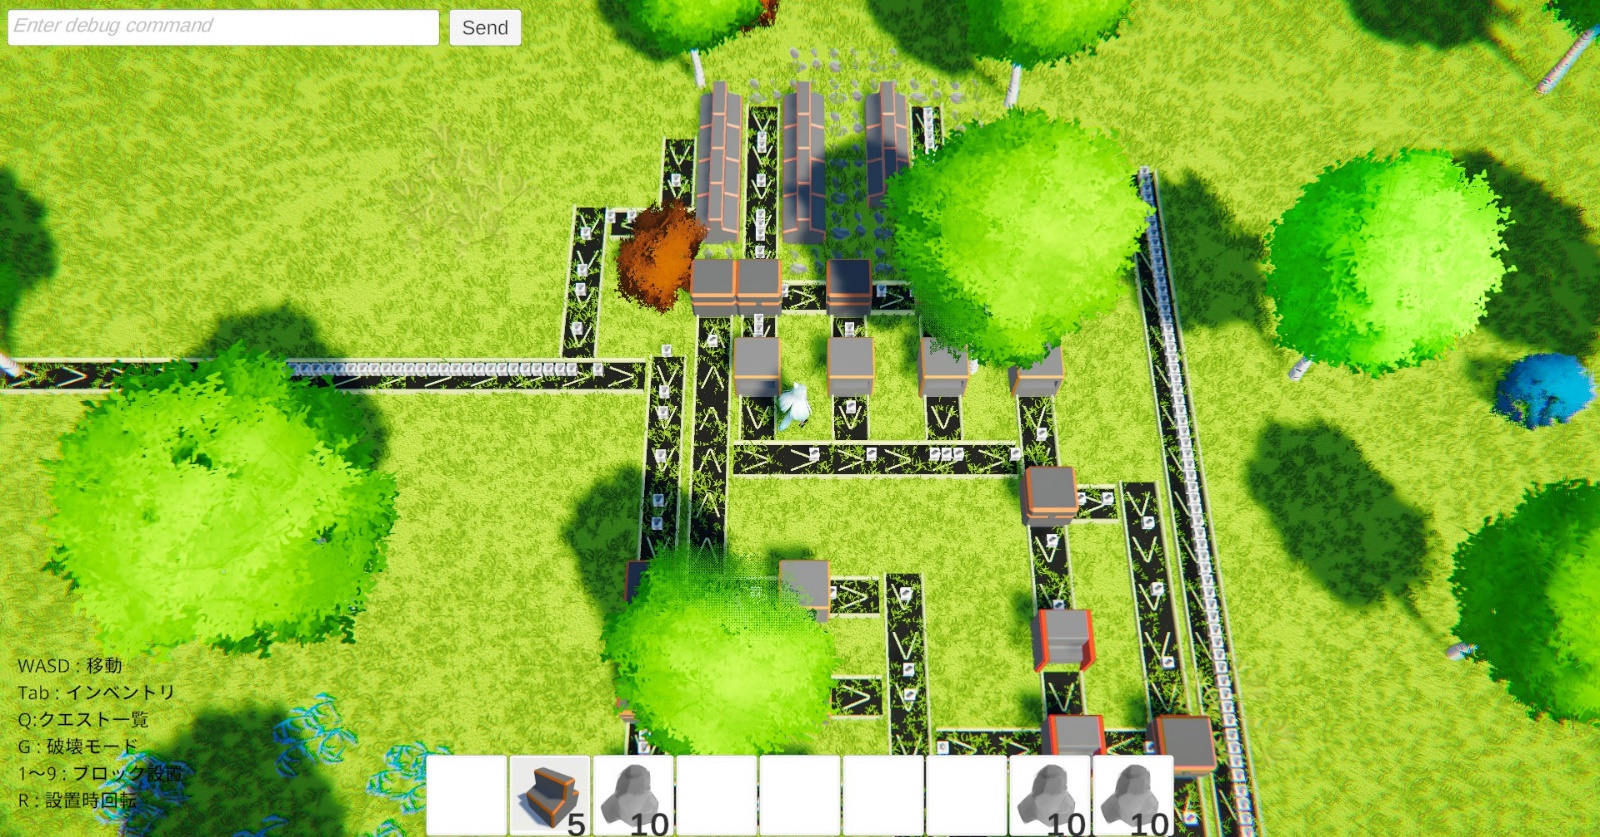 Enter debug command
Send
WASD : 移動
Tab : インベントリ
Q:クエスト一覧
G : 破壊モード
1〜9 : ブロック設置
R : 設置時回転
5
10
10
10